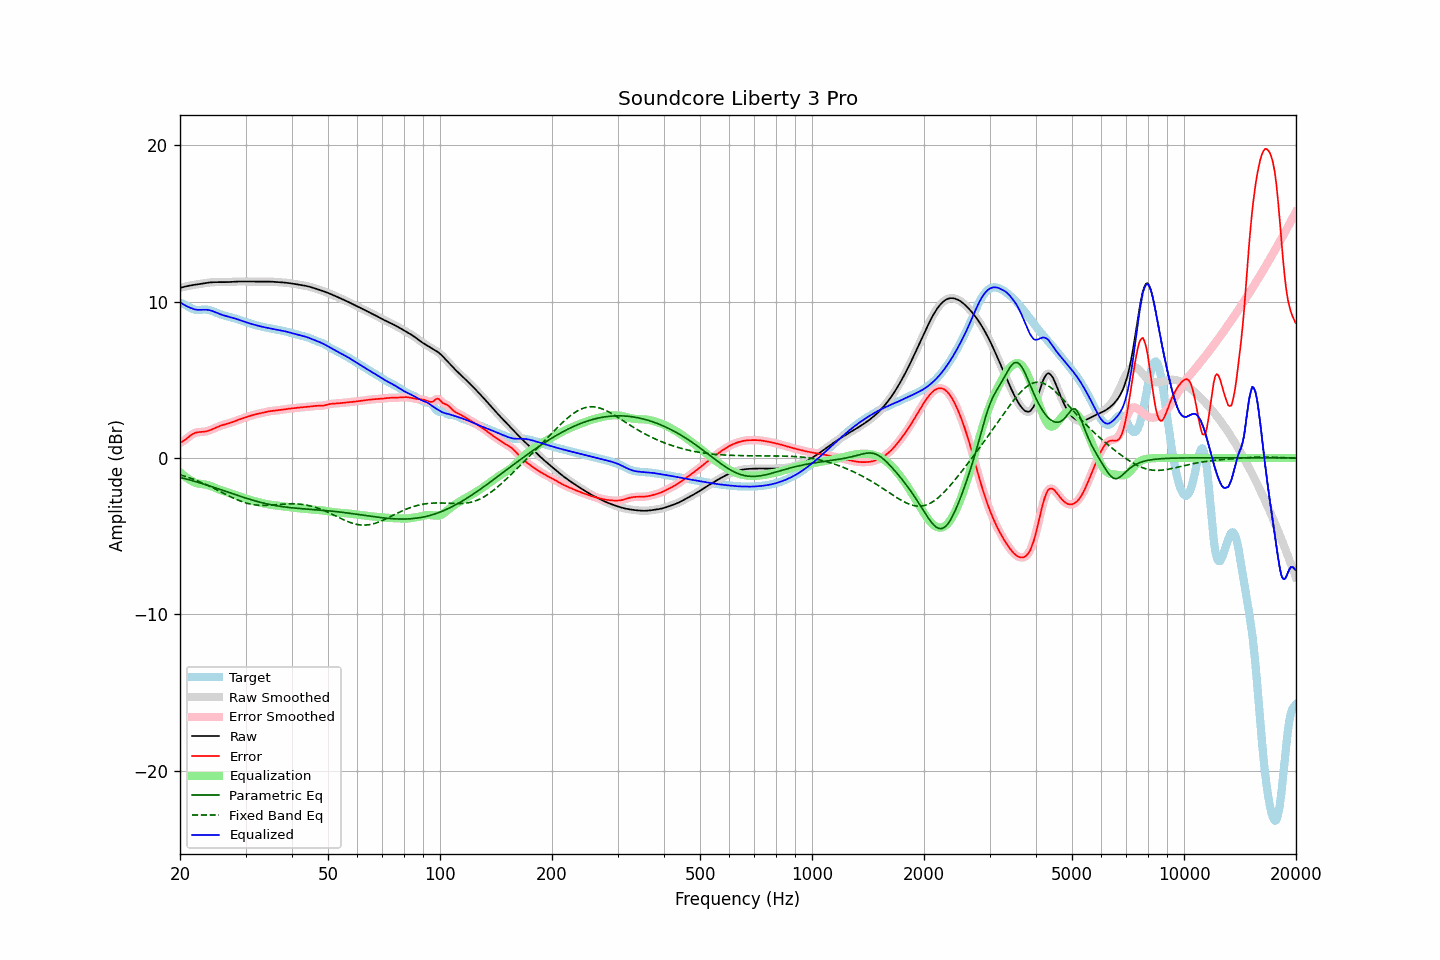 Soundcore Liberty 3 Pro
Amplitude (dBr)
20
10
0
−10
−20
Target
Raw Smoothed
Error Smoothed
Raw
Error
Equalization
Parametric Eq
Fixed Band Eq
Equalized
20 50 100 200 500 1000 2000 5000 10000 20000
Frequency (Hz)